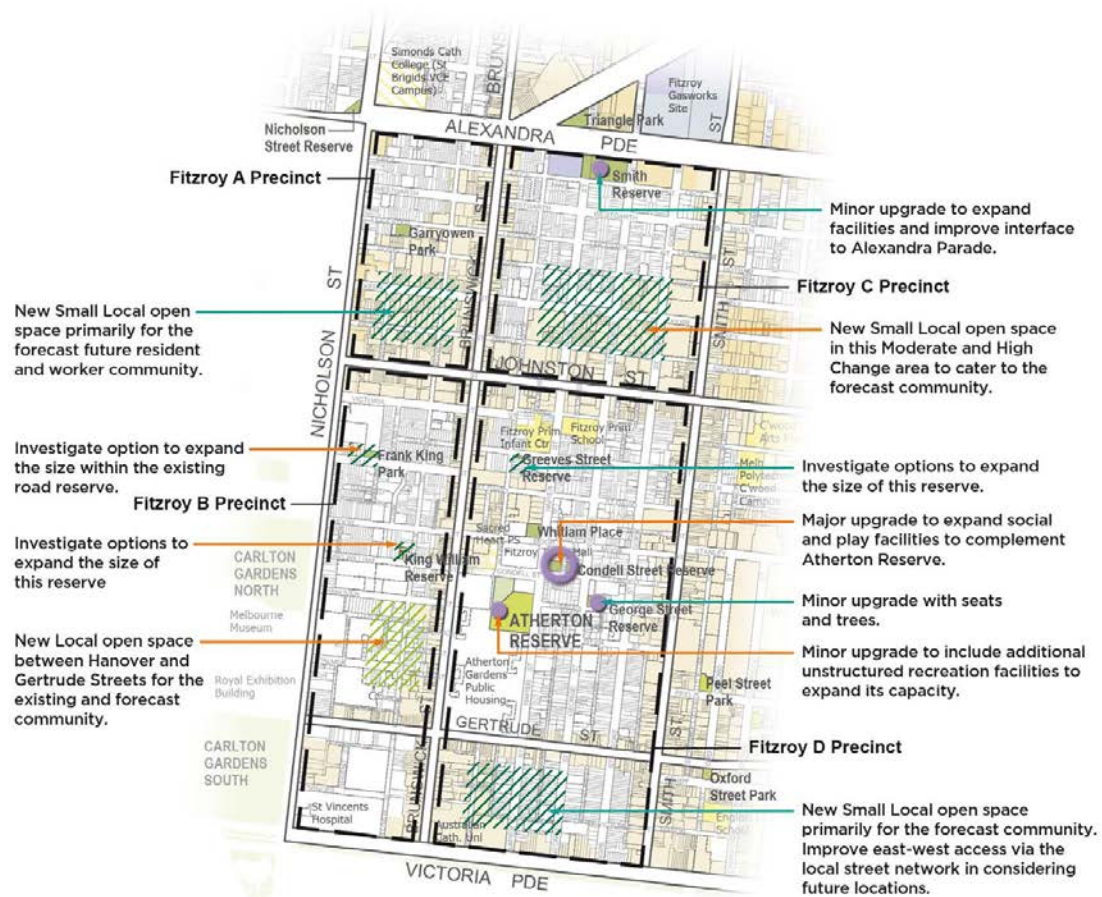 Simonds Cath
College (St
Brigids VCE
Campus)
BRUNS
Fitzroy
Gasworks
Site
ST
Triangle Park
Nicholson
Street Reserve
ALEXANDRA PDE
Fitzroy A Precinct
Smith
Reserve
Minor upgrade to expand
facilities and improve interface
to Alexandra Parade.
Garryowen
Park
BRUNSWICK ST
ST
SMITH
Fitzroy C Precinct
NICHOLSON ST
New Small Local open
space primarily for the
forecast future resident
and worker community.
New Small Local open space
in this Moderate and High
Change area to cater to the
forecast community.
JOHNSTON ST
VICTORIA
Fitzroy Prim
Infant Ctr
Fitzroy Prim
School
Investigate option to expand
the size within the existing
road reserve.
Frank King
Park
Greeves Street
Reserve
Melb
Investigate options to expand
the size of this reserve.
Fitzroy B Precinct
Sacred
Heart PS
Whitlam Place
Major upgrade to expand social
and play facilities to complement
Atherton Reserve.
Investigate options to
expand the size of
this reserve
CARLTON
GARDENS
NORTH
King William
Reserve
Fitzroy
Hall
CONDELL ST
Condell Street Reserve
Melbourne
Museum
ATHERTON
RESERVE
George Street
Reserve
Minor upgrade with seats
and trees.
New Local open space
between Hanover and
Gertrude Streets for the
existing and forecast
community.
Royal Exhibition
Building
Atherton
Gardens
Public
Housing
Minor upgrade to include additional
unstructured recreation facilities to
expand its capacity.
Peel Street
Park
GERTRUDE ST
ST
Fitzroy D Precinct
CARLTON
GARDENS
SOUTH
BRUNSWICK ST
SMITH
Oxford
Street Park
St Vincents
Hospital
Australian
Cath. Uni
School
New Small Local open space
primarily for the forecast community.
Improve east-west access via the
local street network in considering
future locations.
VICTORIA PDE